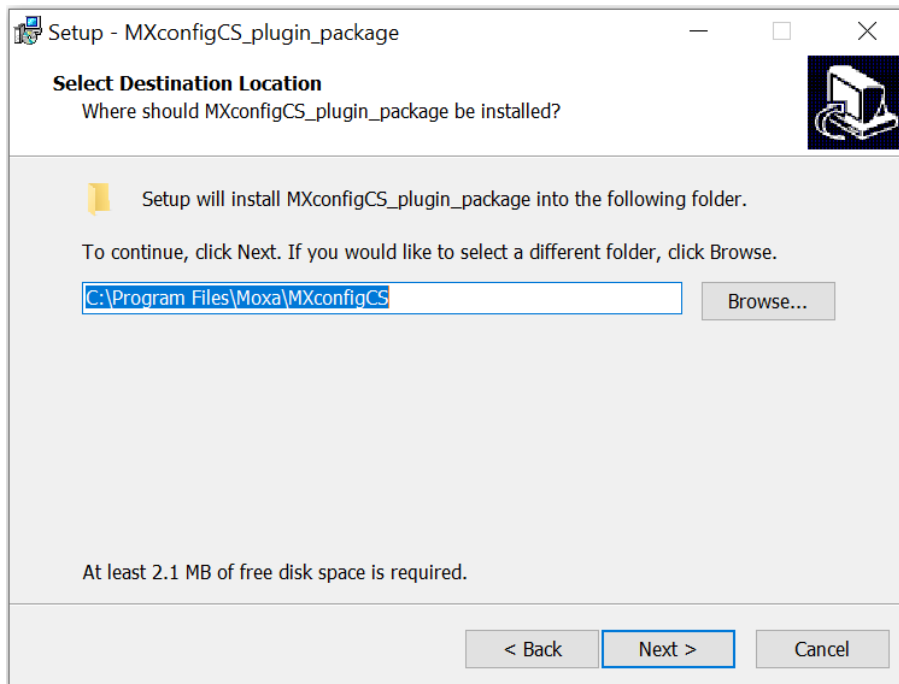 Setup - MXconfigCS_plugin_package
Select Destination Location
Where should MXconfigCS_plugin_package be installed?
Setup will install MXconfigCS_plugin_package into the following folder.
To continue, click Next. If you would like to select a different folder, click Browse.
C:\Program Files\Moxa\MXconfigCS
Browse...
At least 2.1 MB of free disk space is required.
< Back
Next >
Cancel